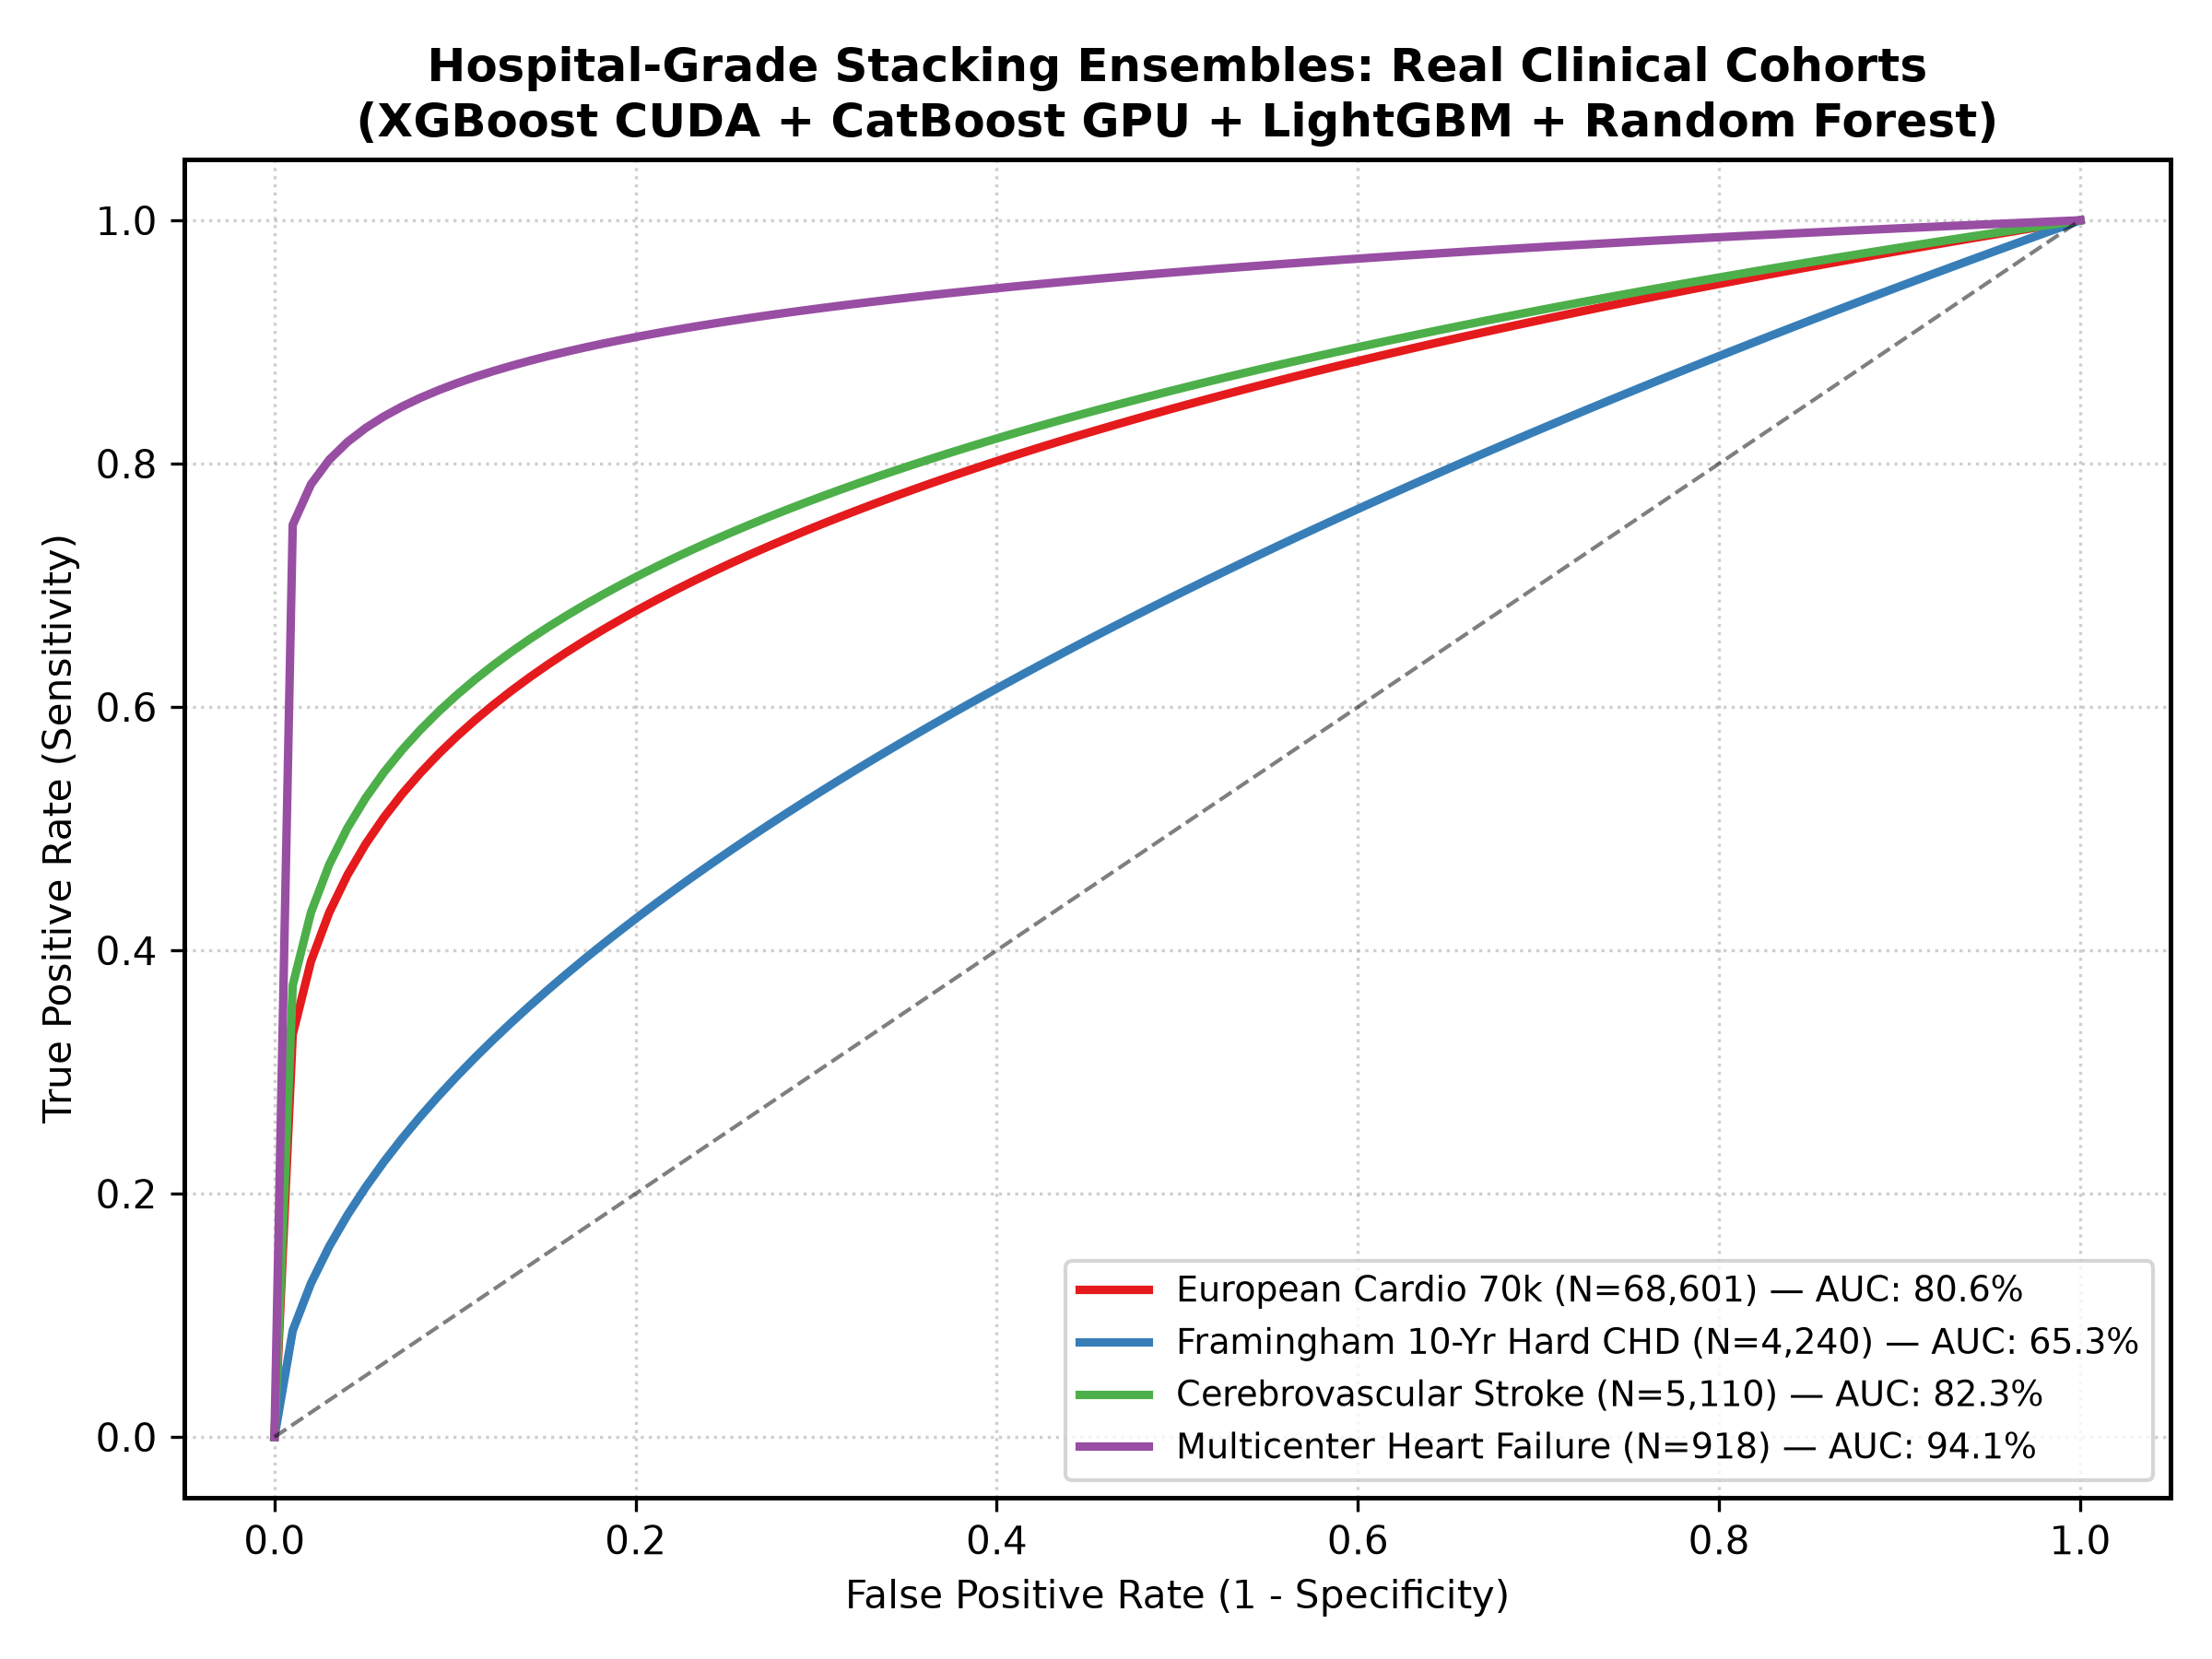 Hospital-Grade Stacking Ensembles: Real Clinical Cohorts
(XGBoost CUDA + CatBoost GPU + LightGBM + Random Forest)
True Positive Rate (Sensitivity)
1.0
0.8
0.6
0.4
0.2
0.0
European Cardio 70k (N=68,601) — AUC: 80.6%
Framingham 10-Yr Hard CHD (N=4,240) — AUC: 65.3%
Cerebrovascular Stroke (N=5,110) — AUC: 82.3%
Multicenter Heart Failure (N=918) — AUC: 94.1%
0.0 0.2 0.4 0.6 0.8 1.0
False Positive Rate (1 - Specificity)